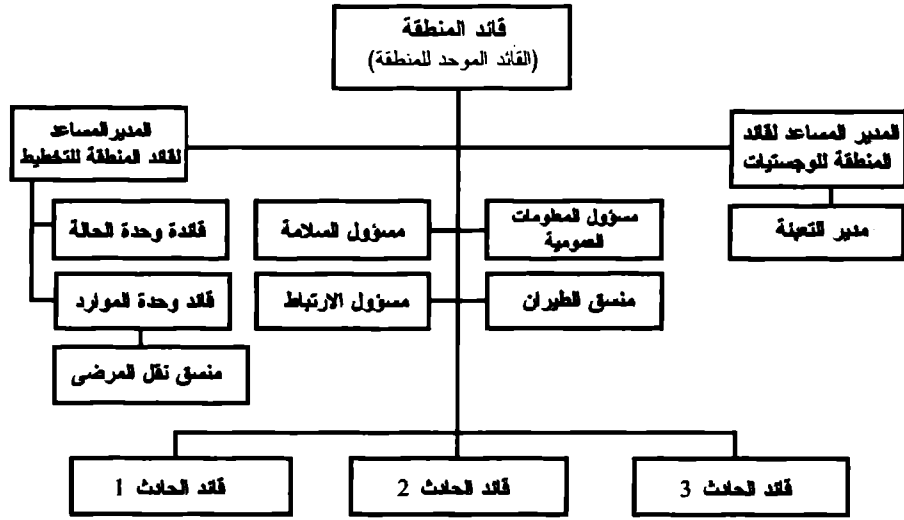 قائد المنطقة
(القائد الموحد للمنطقة)
المدير المساعد لقائد
المنطقة للوجستيات
المدير المساعد
لقائد المنطقة للتخطيط
مدير التعبئة
مسؤول المعلومات
العمومية
مسؤول السلامة
قائدة وحدة الحالة
منسق الطيران
مسؤول الارتباط
قائد وحدة الموارد
منسق نقل المرضى
قائد الحادث 3
قائد الحادث 2
قائد الحادث 1